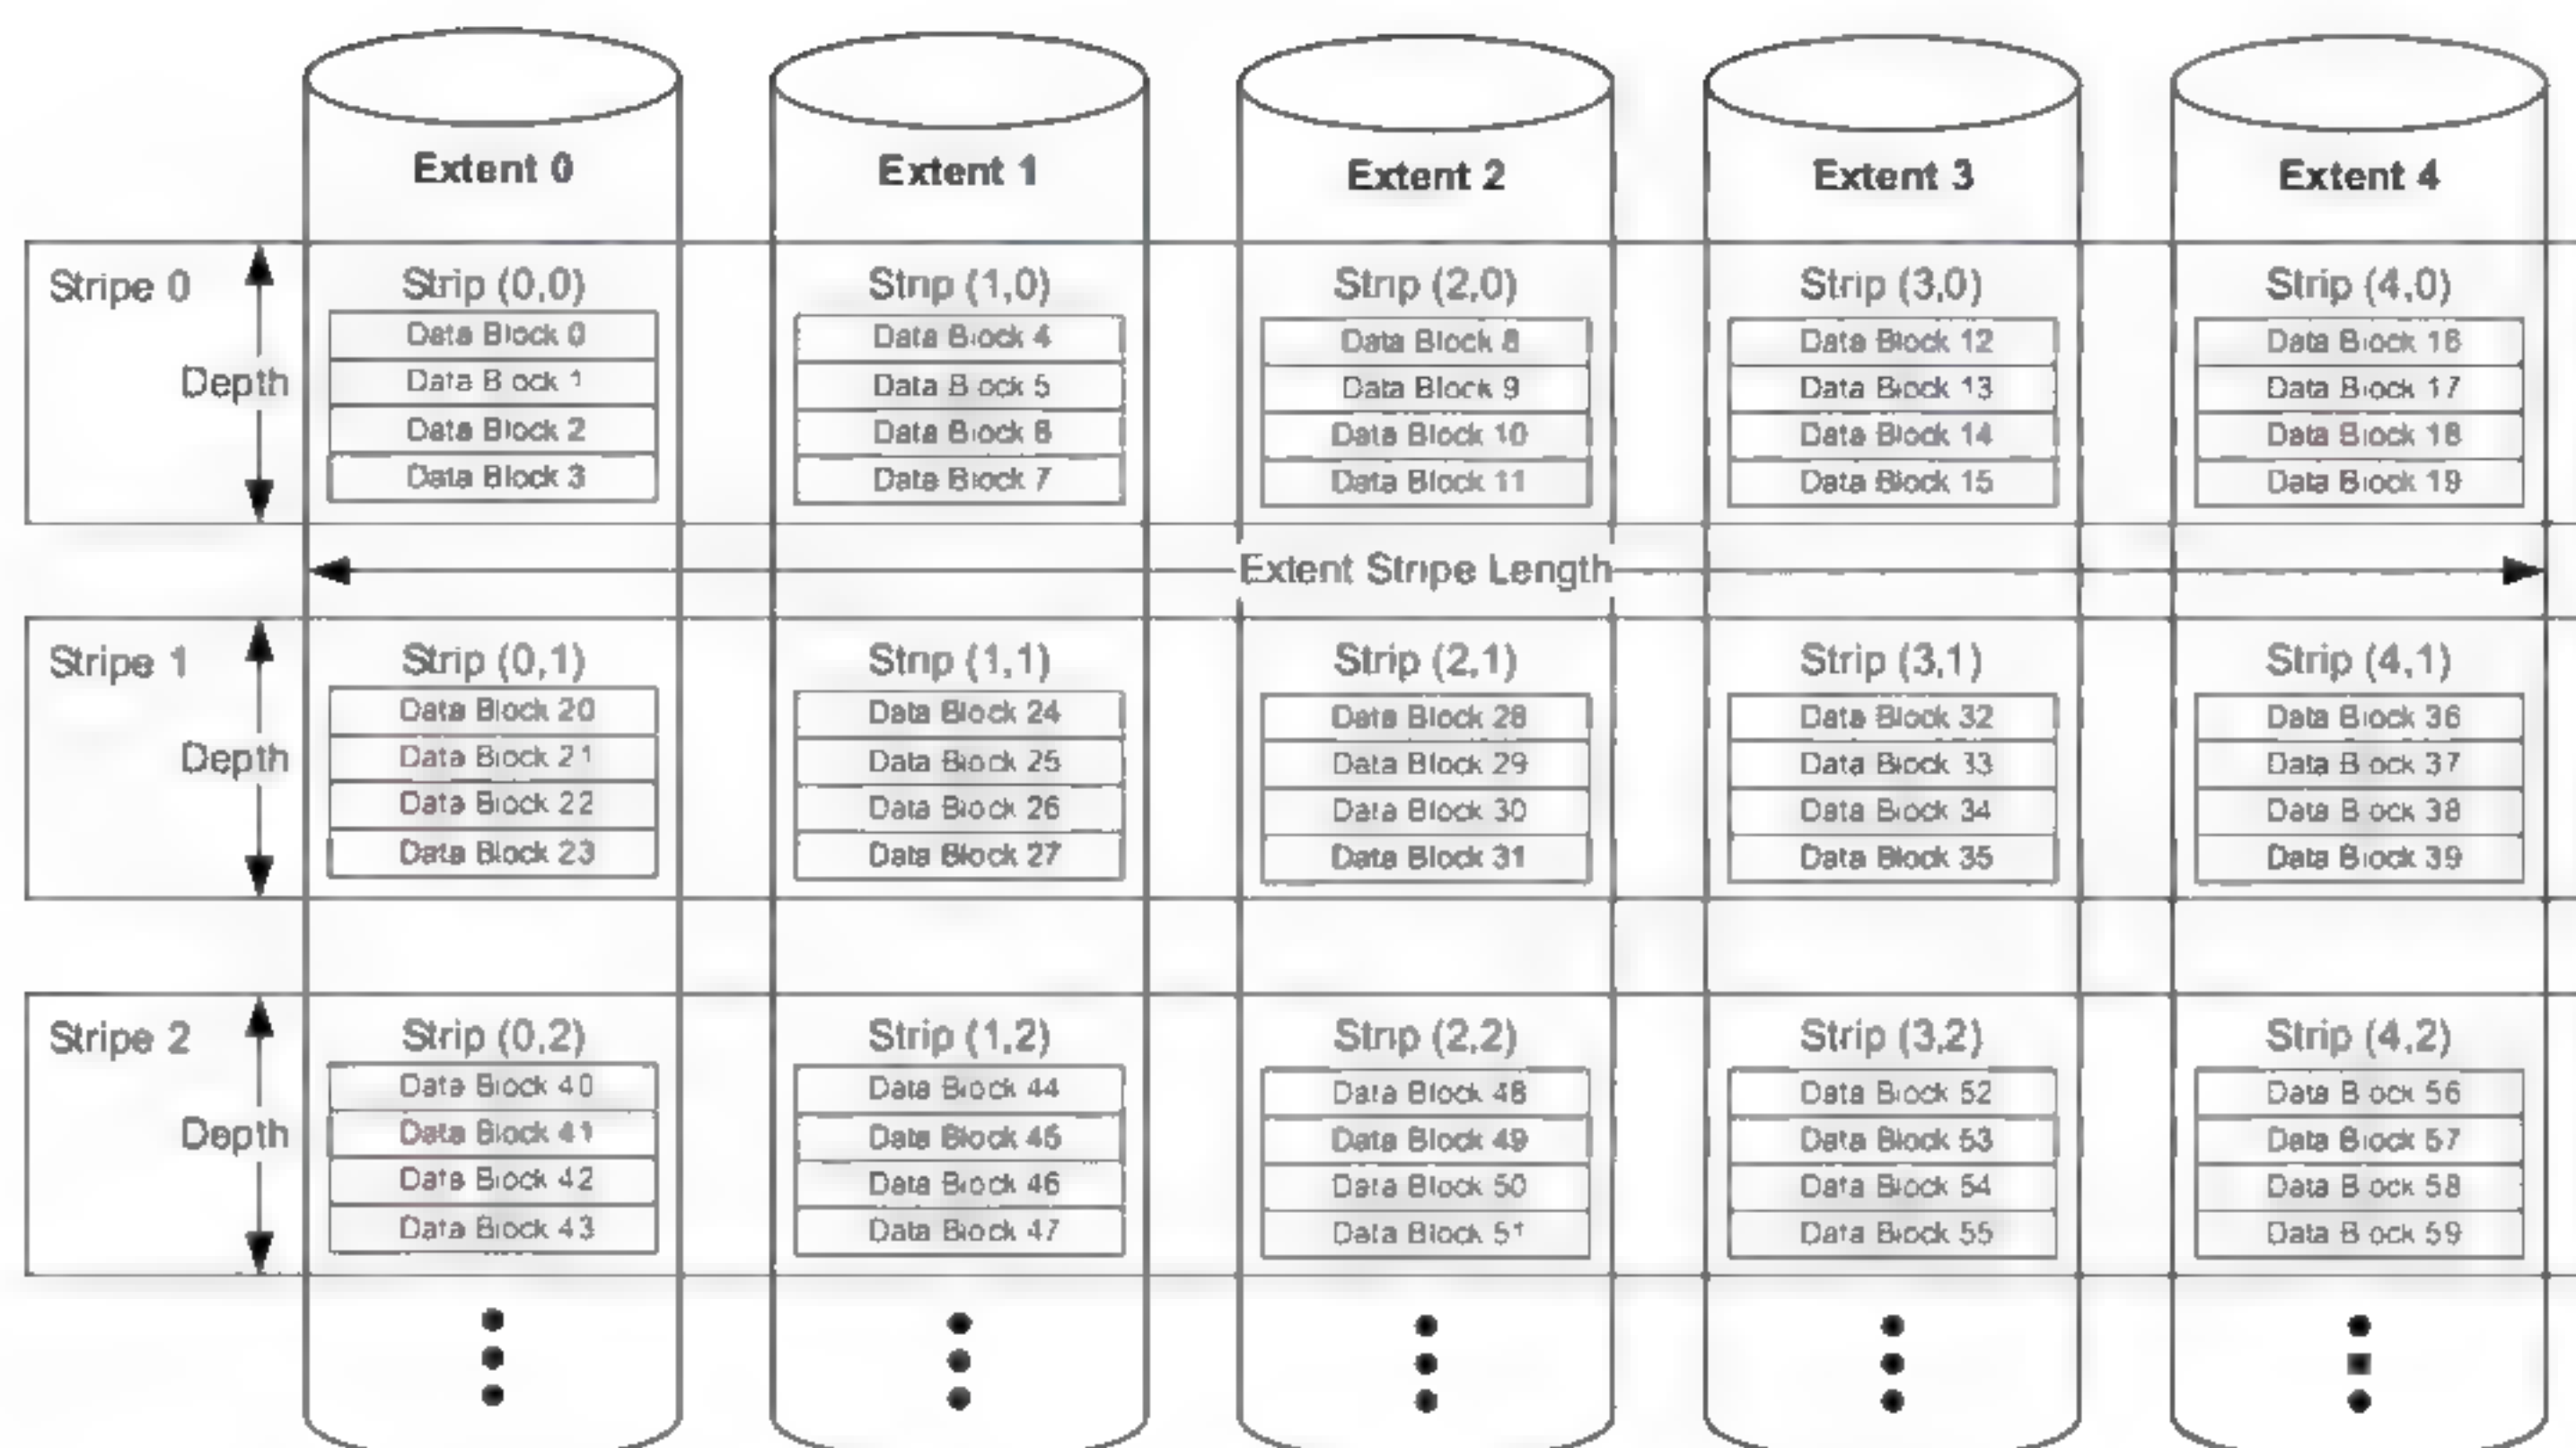 Extent 0
Extent 1
Extent 2
Extent 3
Extent 4
Stripe 0
Depth
Strip (0,0)
Data Block 0
Data Block 1
Data Block 2
Data Block 3
Strip (1,0)
Data Block 4
Data Block 5
Data Block 6
Data Block 7
Strip (2,0)
Data Block 8
Data Block 9
Data Block 10
Data Block 11
Strip (3,0)
Data Block 12
Data Block 13
Data Block 14
Data Block 15
Strip (4,0)
Data Block 16
Data Block 17
Data Block 18
Data Block 19
Extent Stripe Length
Stripe 1
Depth
Strip (0,1)
Data Block 20
Data Block 21
Data Block 22
Data Block 23
Strip (1,1)
Data Block 24
Data Block 25
Data Block 26
Data Block 27
Strip (2,1)
Data Block 28
Data Block 29
Data Block 30
Data Block 31
Strip (3,1)
Data Block 32
Data Block 33
Data Block 34
Data Block 35
Strip (4,1)
Data Block 36
Data Block 37
Data Block 38
Data Block 39
Stripe 2
Depth
Strip (0,2)
Data Block 40
Data Block 41
Data Block 42
Data Block 43
Strip (1,2)
Data Block 44
Data Block 45
Data Block 46
Data Block 47
Strip (2,2)
Data Block 48
Data Block 49
Data Block 50
Data Block 51
Strip (3,2)
Data Block 52
Data Block 53
Data Block 54
Data Block 55
Strip (4,2)
Data Block 56
Data Block 57
Data Block 58
Data Block 59